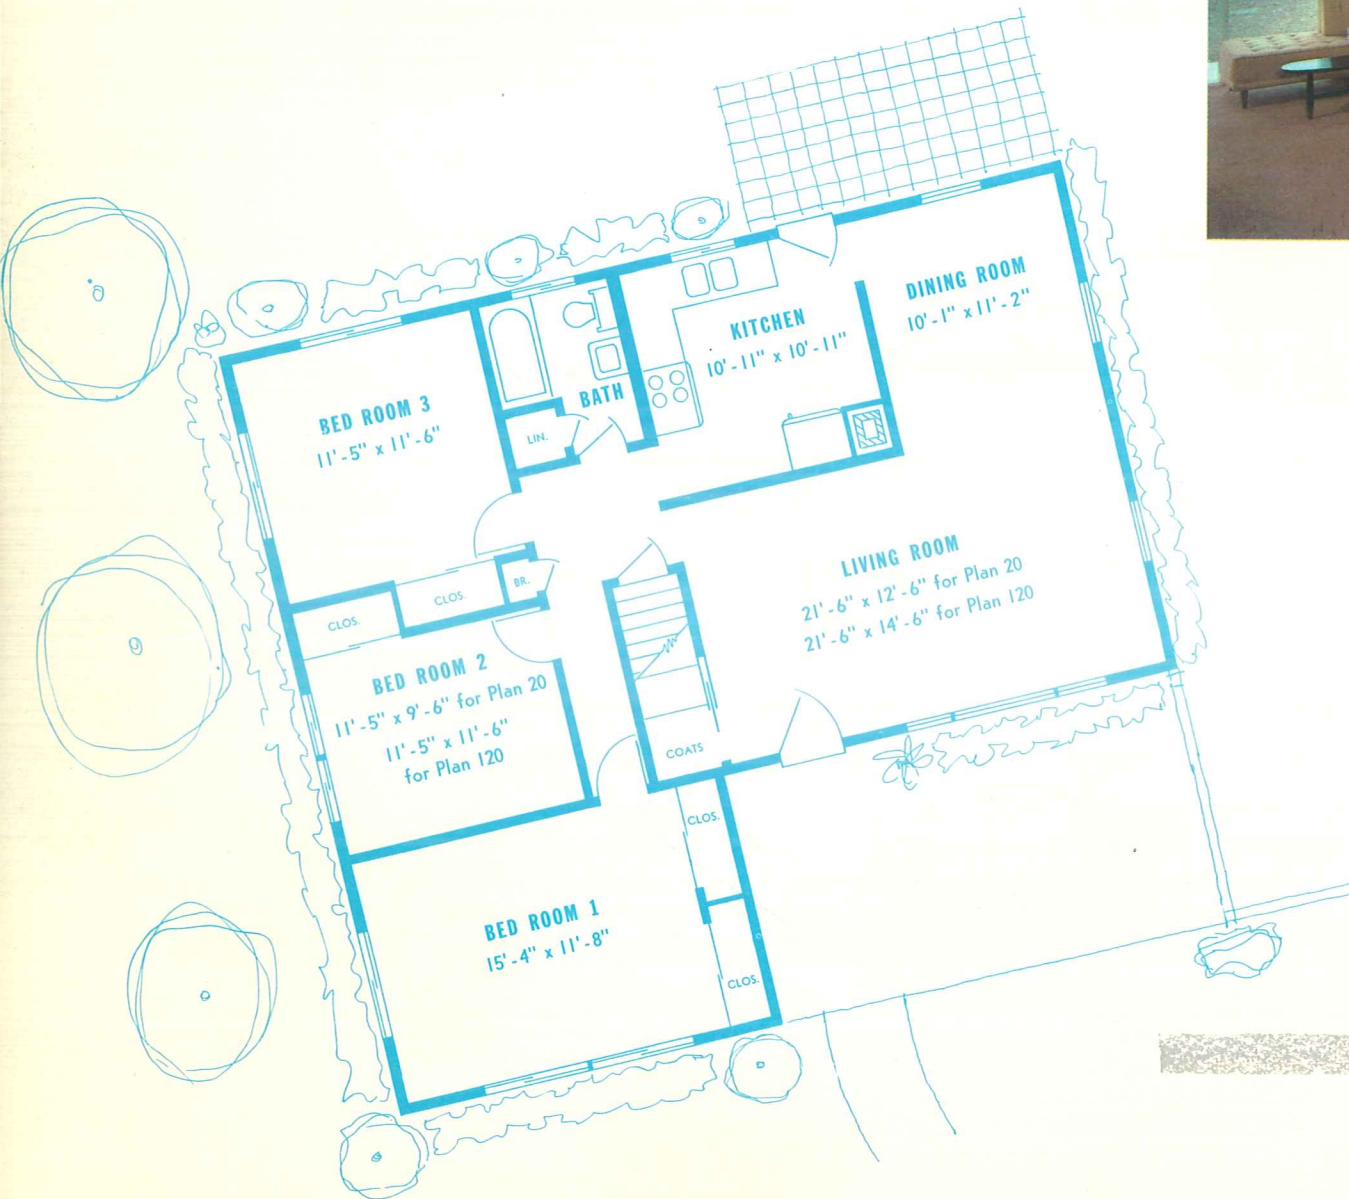 DINING ROOM
10'-1" x 11'-2"
KITCHEN
10'-11" x 10'-11"
BATH
LIN.
BED ROOM 3
11'-5" x 11'-6"
LIVING ROOM
21'-6" x 12'-6" for Plan 20
21'-6" x 14'-6" for Plan 120
BR.
CLOS.
CLOS.
BED ROOM 2
11'-5" x 9'-6" for Plan 20
11'-5" x 11'-6"
for Plan 120
COATS
CLOS.
BED ROOM 1
15'-4" x 11'-8"
CLOS.